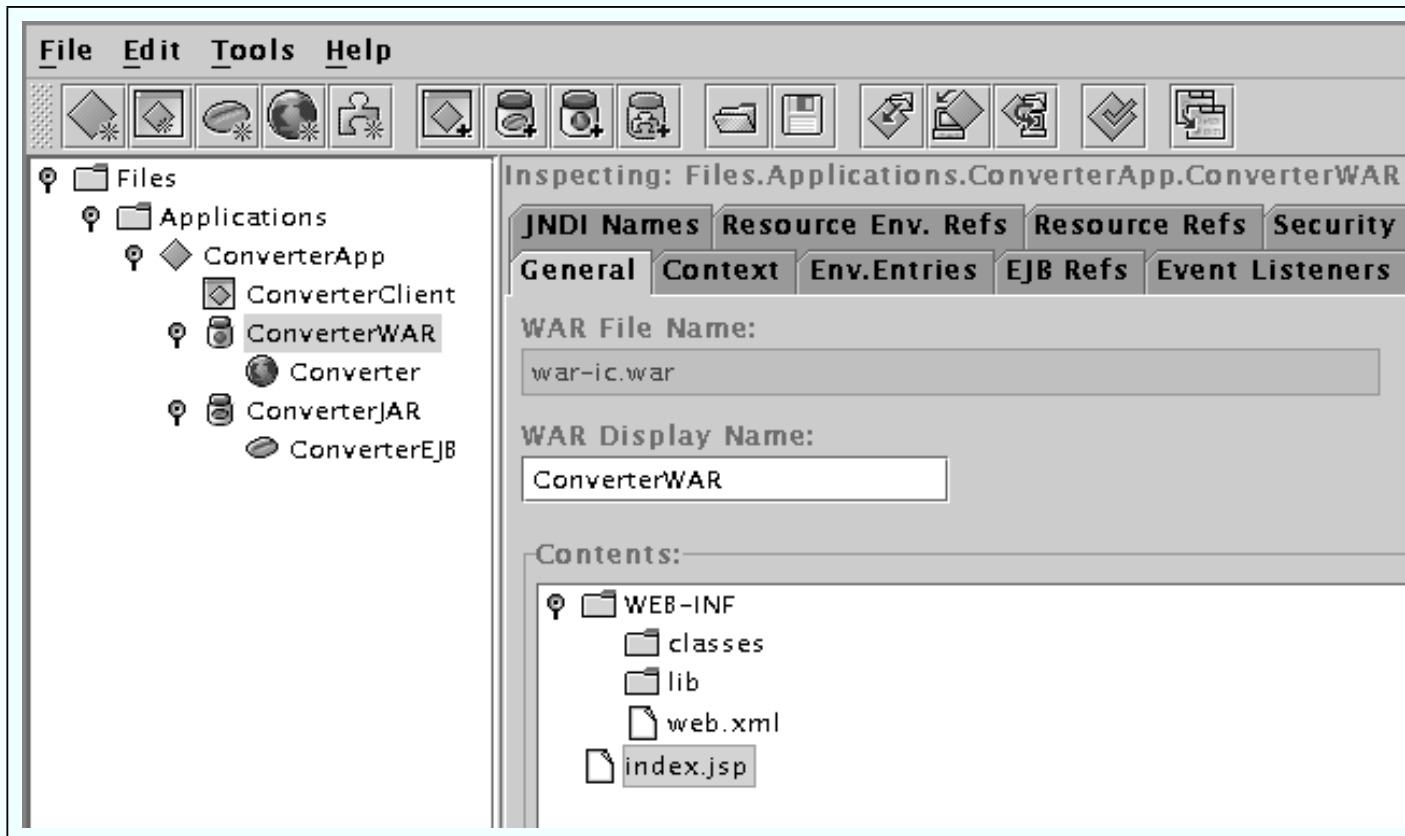 File Edit Tools Help
Files
Applications
ConverterApp
ConverterClient
ConverterWAR
Converter
ConverterJAR
ConverterEJB
Inspecting: Files.Applications.ConverterApp.ConverterWAR
JNDI Names Resource Env. Refs Resource Refs Security
General Context Env.Entries EJB Refs Event Listeners
WAR File Name:
war-ic.war
WAR Display Name:
ConverterWAR
Contents:
WEB-INF
classes
lib
web.xml
index.jsp